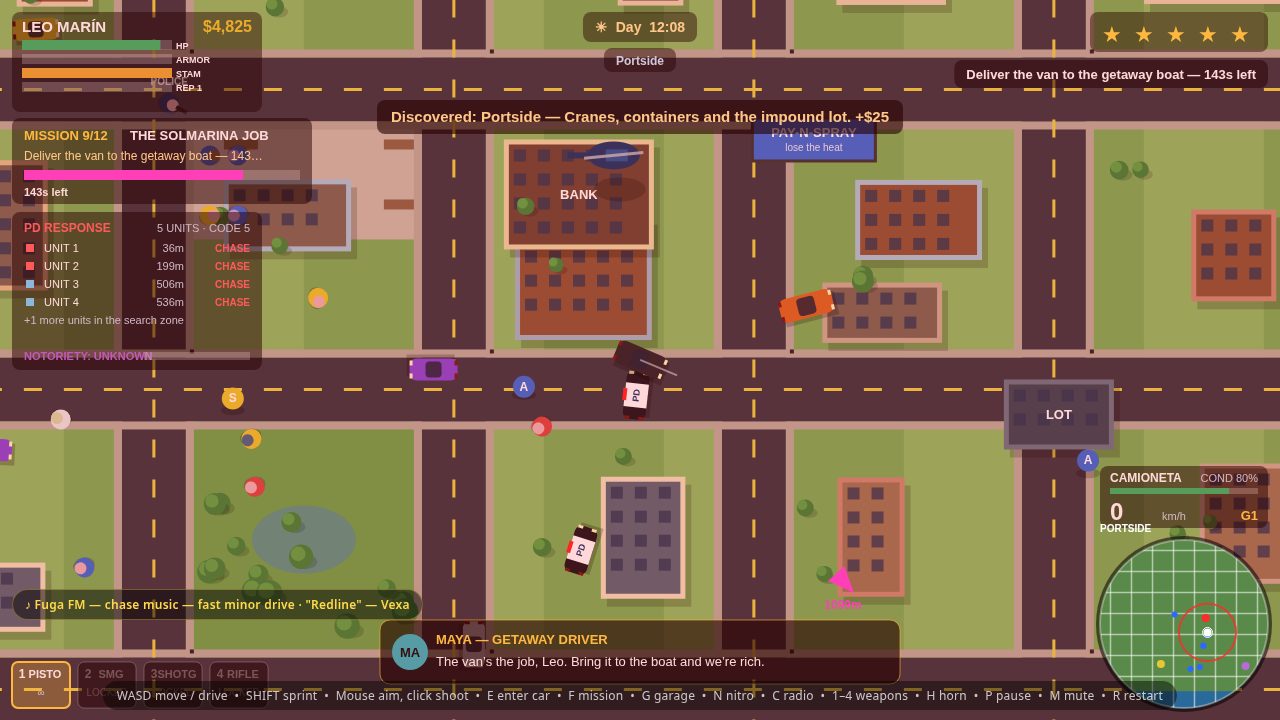 LEO MARÍN $4,825
HP
ARMOR
STAM
REP 1
POLICE
☀ Day 12:08
Portside
★ ★ ★ ★ ★
Deliver the van to the getaway boat — 143s left
Discovered: Portside — Cranes, containers and the impound lot. +$25
MISSION 9/12 THE SOLMARINA JOB
Deliver the van to the getaway boat — 143…
143s left
PD RESPONSE 5 UNITS · CODE 5
UNIT 1 36m CHASE
UNIT 2 199m CHASE
UNIT 3 506m CHASE
UNIT 4 536m CHASE
+1 more units in the search zone
NOTORIETY: UNKNOWN
PAY-N-SPRAY
lose the heat
BANK
A
PD
S
LOT
A
PD
CAMIONETA COND 80%
0 km/h G1
PORTSIDE
1080m
♪ Fuga FM — chase music — fast minor drive · "Redline" — Vexa
MA
MAYA — GETAWAY DRIVER
The van's the job, Leo. Bring it to the boat and we're rich.
1 PISTO 2 SMG 3 SHOTG 4 RIFLE
∞
WASD move / drive • SHIFT sprint • Mouse aim, click shoot • E enter car • F mission • G garage • N nitro • C radio • 1–4 weapons • H horn • P pause • M mute • R restart